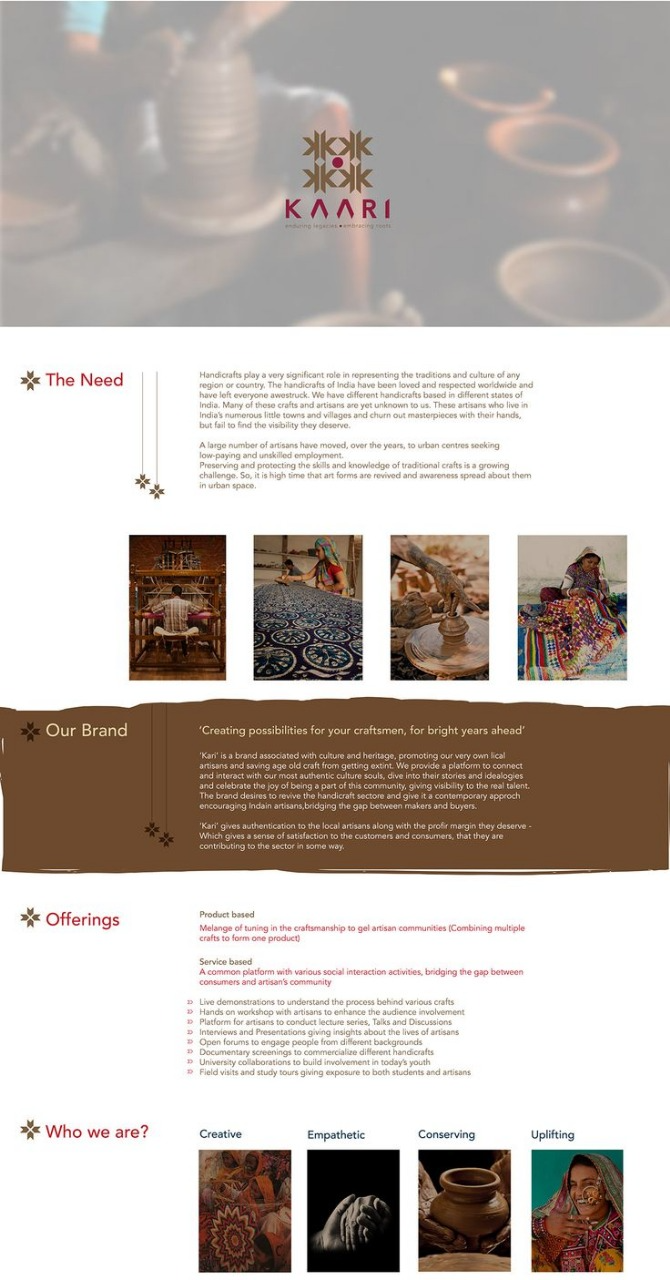 KAARI
enduring legacies • embracing roots
The Need
Handicrafts play a very significant role in representing the traditions and culture of any
region or country. The handicrafts of India have been loved and respected worldwide and
have left everyone awestruck. We have different handicrafts based in different states of
India. Many of these crafts and artisans are yet unknown to us. These artisans who live in
India's numerous little towns and villages and churn out masterpieces with their hands,
but fail to find the visibility they deserve.
A large number of artisans have moved, over the years, to urban centres seeking
low-paying and unskilled employment.
Preserving and protecting the skills and knowledge of traditional crafts is a growing
challenge. So, it is high time that art forms are revived and awareness spread about them
in urban space.
Our Brand
'Creating possibilities for your craftsmen, for bright years ahead'
'Kari' is a brand associated with culture and heritage, promoting our very own lical
artisans and saving age old craft from getting extint. We provide a platform to connect
and interact with our most authentic culture souls, dive into their stories and idealogies
and celebrate the joy of being a part of this community, giving visibility to the real talent.
The brand desires to revive the handicraft sectore and give it a contemporary approch
encouraging Indain artisans,bridging the gap between makers and buyers.
'Kari' gives authentication to the local artisans along with the profir margin they deserve -
Which gives a sense of satisfaction to the customers and consumers, that they are
contributing to the sector in some way.
Offerings
Product based
Melange of tuning in the craftsmanship to gel artisan communities (Combining multiple
crafts to form one product)
Service based
A common platform with various social interaction activities, bridging the gap between
consumers and artisan's community
Live demonstrations to understand the process behind various crafts
Hands on workshop with artisans to enhance the audience involvement
Platform for artisans to conduct lecture series, Talks and Discussions
Interviews and Presentations giving insights about the lives of artisans
Open forums to engage people from different backgrounds
Documentary screenings to commercialize different handicrafts
University collaborations to build involvement in today's youth
Field visits and study tours giving exposure to both students and artisans
Who we are?
Creative
Empathetic
Conserving
Uplifting